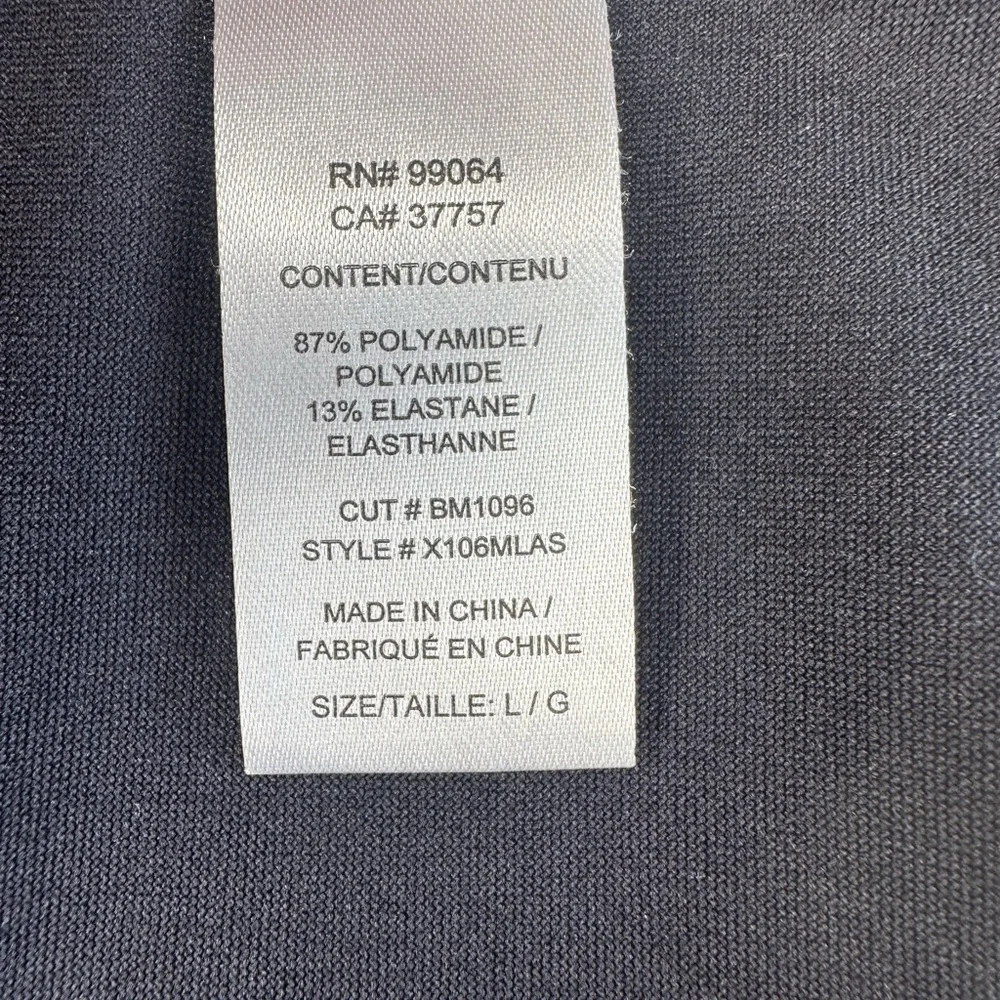 RN# 99064
CA# 37757
CONTENT/CONTENU
87% POLYAMIDE /
POLYAMIDE
13% ELASTANE /
ELASTHANNE
CUT # BM1096
STYLE # X106MLAS
MADE IN CHINA /
FABRIQUÉ EN CHINE
SIZE/TAILLE: L / G